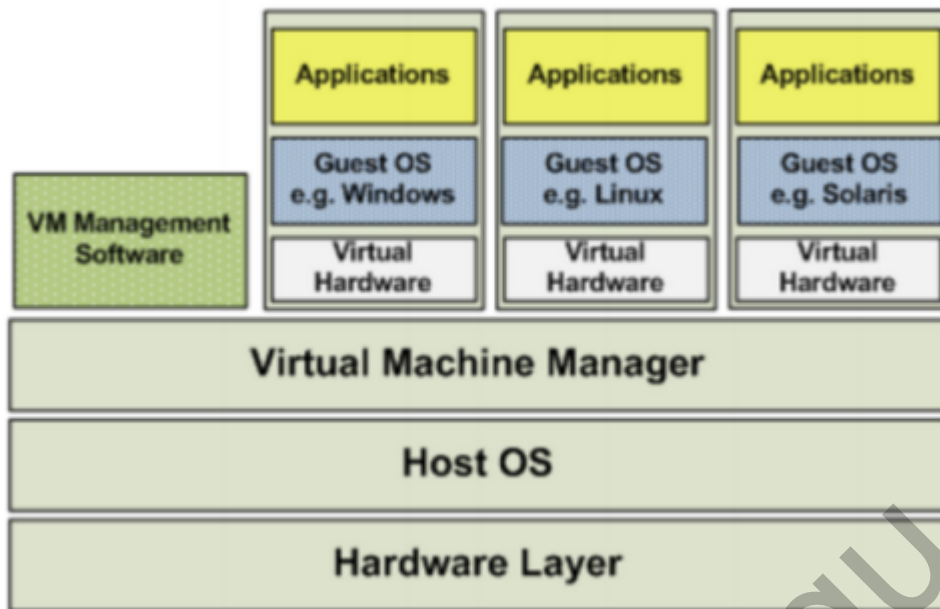 Applications
Applications
Applications
Guest OS
e.g. Windows
Guest OS
e.g. Linux
Guest OS
e.g. Solaris
VM Management
Software
Virtual
Hardware
Virtual
Hardware
Virtual
Hardware
Virtual Machine Manager
Host OS
Hardware Layer